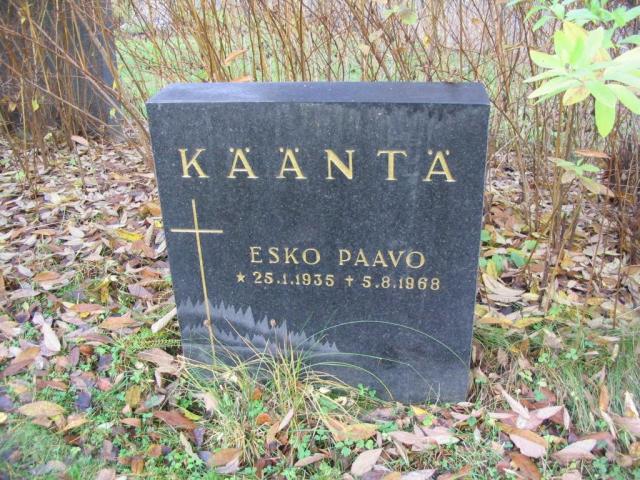 KÄÄNTÄ
ESKO PAAVO
* 25.1.1935 † 5.8.1968